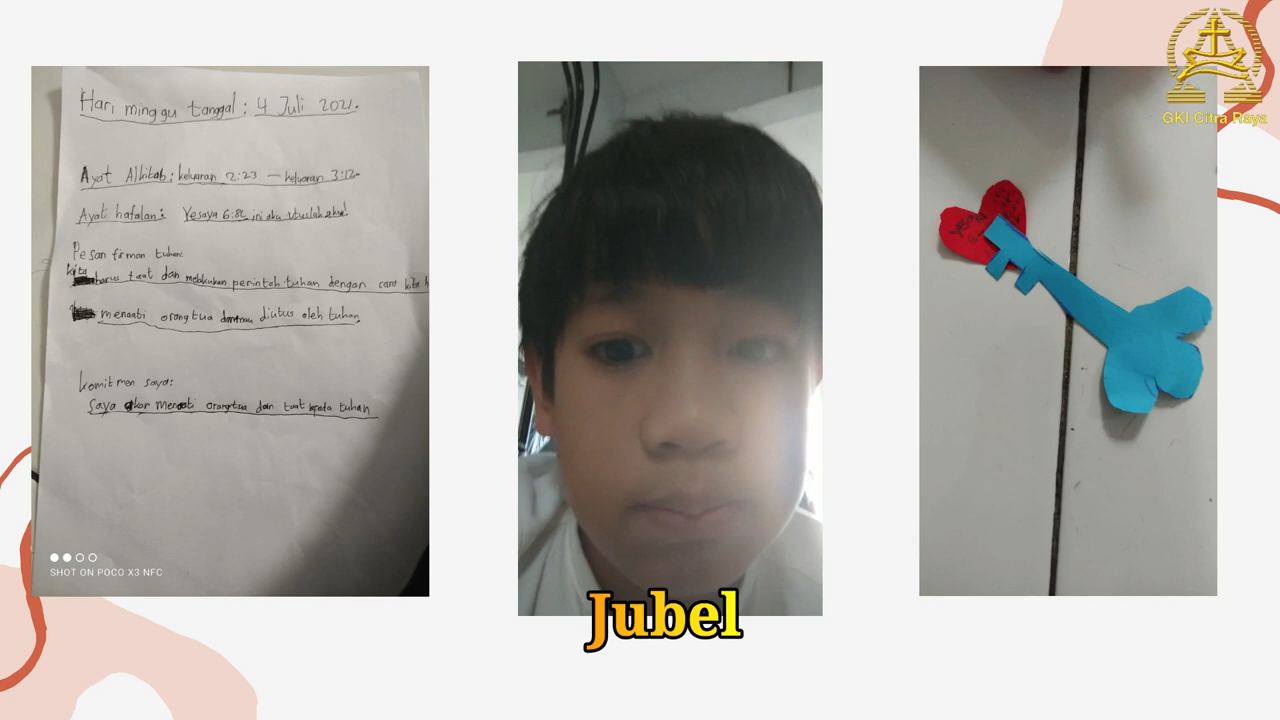 Hari minggu tanggal: 4 Juli 2021.
Ayat Alkitab: keluaran 2:23 — keluaran 3:12
Ayat hafalan: Yesaya 6:8c ini aku utuslah aku!
Pesan firman tuhan:
kita harus taat dan melakukan perintah tuhan dengan cara kita
menaati orangtua diutus oleh tuhan
komitmen saya:
Saya akan menaati orangtua dan taat kepada tuhan
SHOT ON POCO X3 NFC
Jubel
GKI Citra Raya